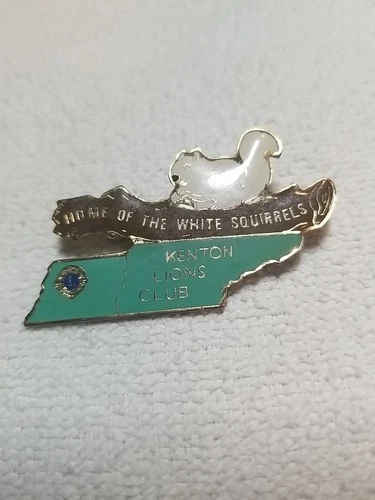 HOME OF THE WHITE SQUIRRELS
KENTON
LIONS
CLUB
L